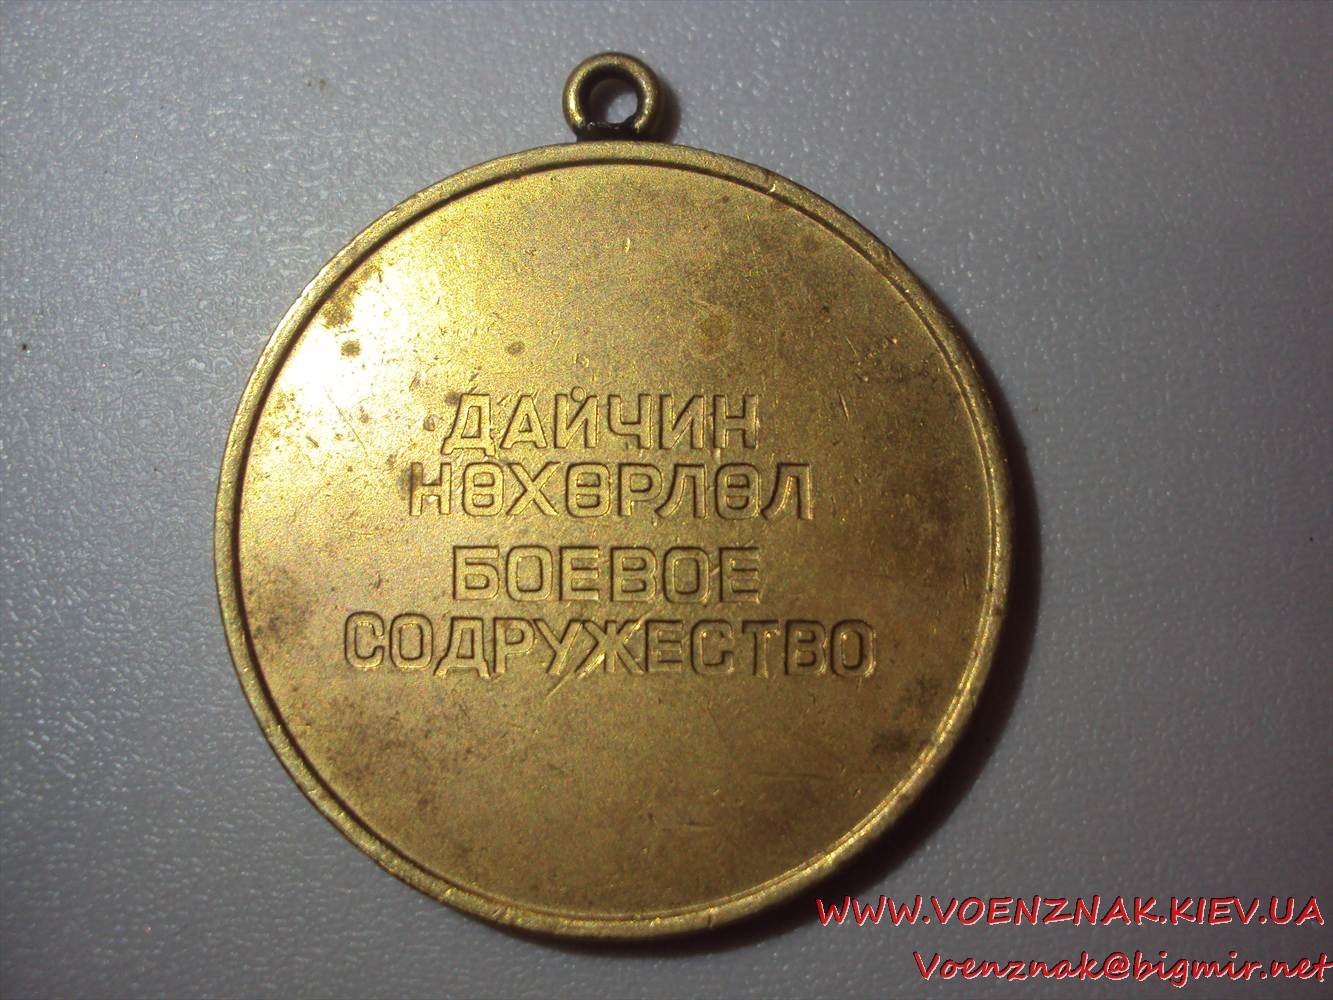 ДАЙЧИН
НӨХӨРЛӨЛ
БОЕВОЕ
СОДРУЖЕСТВО
WWW.VOENZNAK.KIEV.UA
Voenznak@bigmir.net